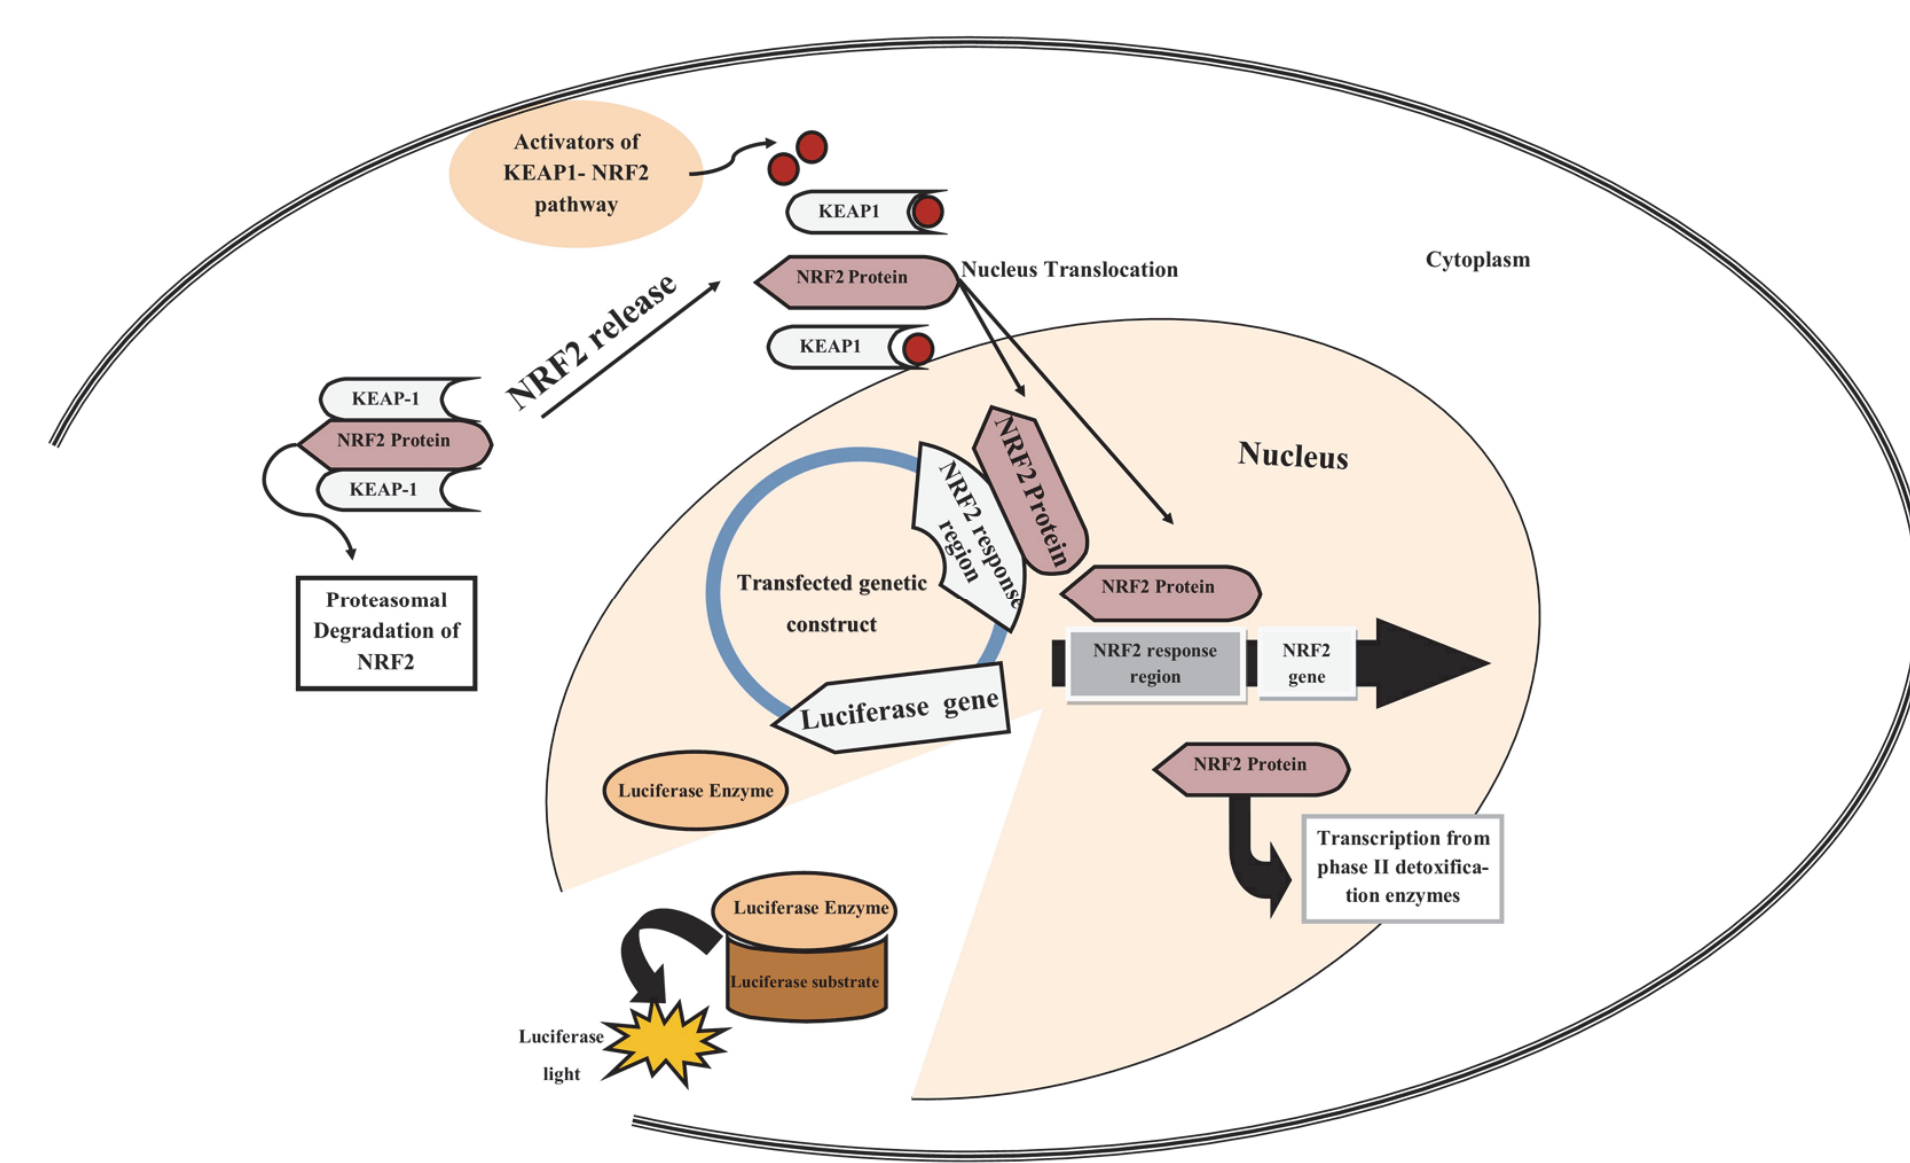 Activators of
KEAP1- NRF2
pathway
KEAP1
NRF2 Protein
Nucleus Translocation
KEAP1
Cytoplasm
NRF2 release
KEAP-1
NRF2 Protein
KEAP-1
Proteasomal
Degradation of
NRF2
Nucleus
NRF2 Protein
NRF2 response
region
Transfected genetic
construct
Luciferase gene
NRF2 Protein
NRF2 response
region
NRF2
gene
NRF2 Protein
Transcription from
phase II detoxifica-
tion enzymes
Luciferase Enzyme
Luciferase Enzyme
Luciferase substrate
Luciferase
light